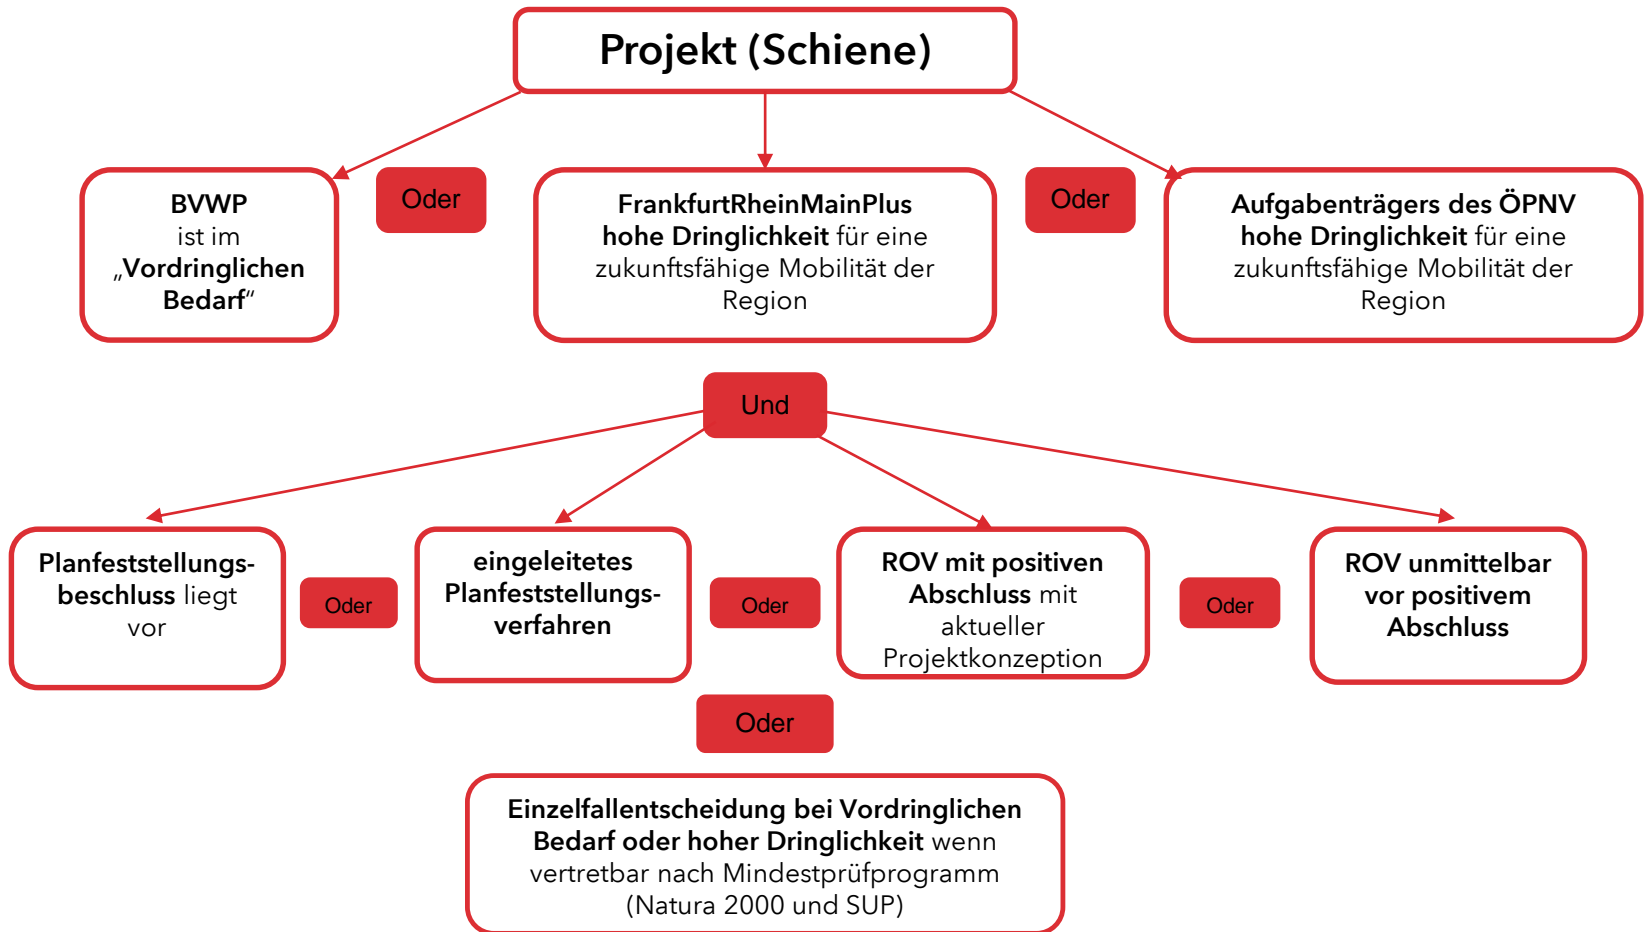 Projekt (Schiene)
BVWP
ist im
„Vordringlichen
Bedarf“
Oder
FrankfurtRheinMainPlus
hohe Dringlichkeit für eine
zukunftsfähige Mobilität der
Region
Oder
Aufgabenträgers des ÖPNV
hohe Dringlichkeit für eine
zukunftsfähige Mobilität der
Region
Und
Planfeststellungs-
beschluss liegt
vor
Oder
eingeleitetes
Planfeststellungs-
verfahren
Oder
ROV mit positiven
Abschluss mit
aktueller
Projektkonzeption
Oder
ROV unmittelbar
vor positivem
Abschluss
Oder
Einzelfallentscheidung bei Vordringlichen
Bedarf oder hoher Dringlichkeit wenn
vertretbar nach Mindestprüfprogramm
(Natura 2000 und SUP)